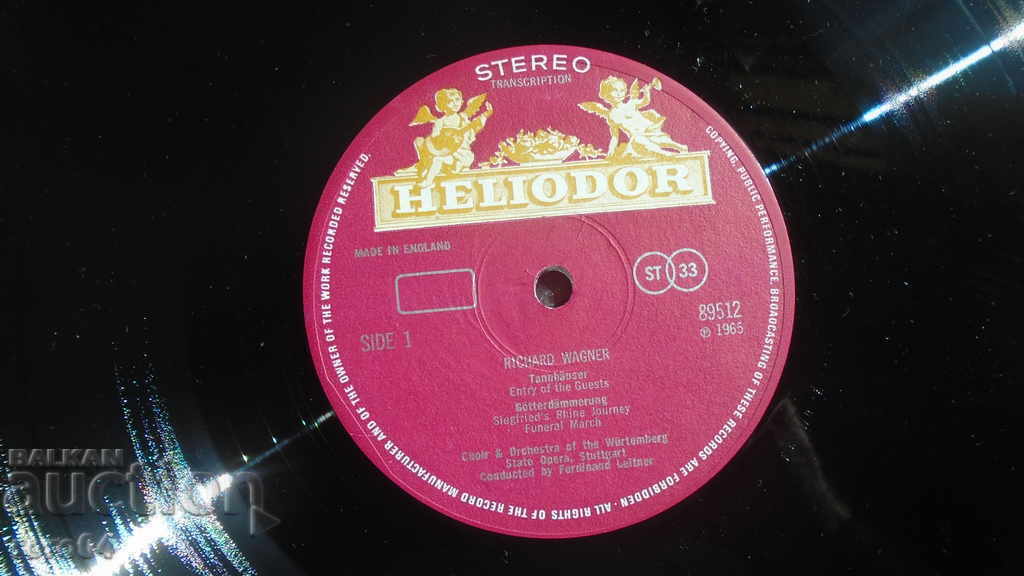 STEREO
TRANSCRIPTION
HELIODOR
MADE IN ENGLAND
ST 33
SIDE 1
89512
℗ 1965
RICHARD WAGNER
Tannhäuser
Entry of the Guests
Götterdämmerung
Siegfried's Rhine Journey
Funeral March
Choir & Orchestra of the Würtemberg
State Opera, Stuttgart
Conducted by Ferdinand Leitner
COPYING, PUBLIC PERFORMANCE, BROADCASTING OF THESE RECORDS ARE FORBIDDEN · ALL RIGHTS OF THE RECORD MANUFACTURER AND OF THE OWNER OF THE WORK RECORDED RESERVED.
BALKAN
auction